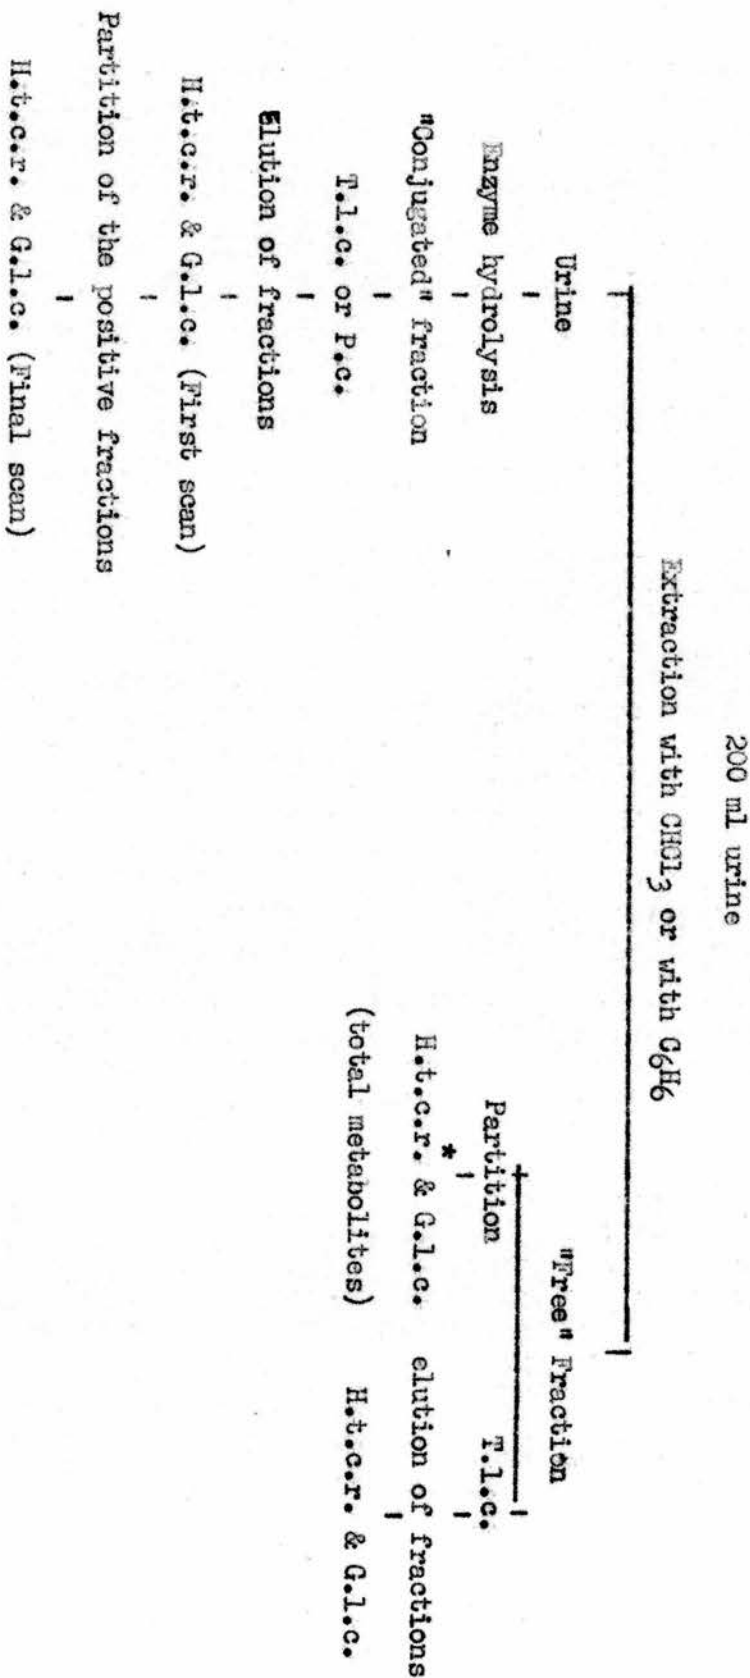 200 ml urine
Extraction with CHCl3 or with C6H6
Urine
Enzyme hydrolysis
"Conjugated" fraction
T.l.c. or P.c.
Elution of fractions
H.t.c.r. & G.l.c. (First scan)
Partition of the positive fractions
H.t.c.r. & G.l.c. (Final scan)
"Free" Fraction
Partition
*
H.t.c.r. & G.l.c.
(total metabolites)
T.l.c.
elution of fractions
H.t.c.r. & G.l.c.